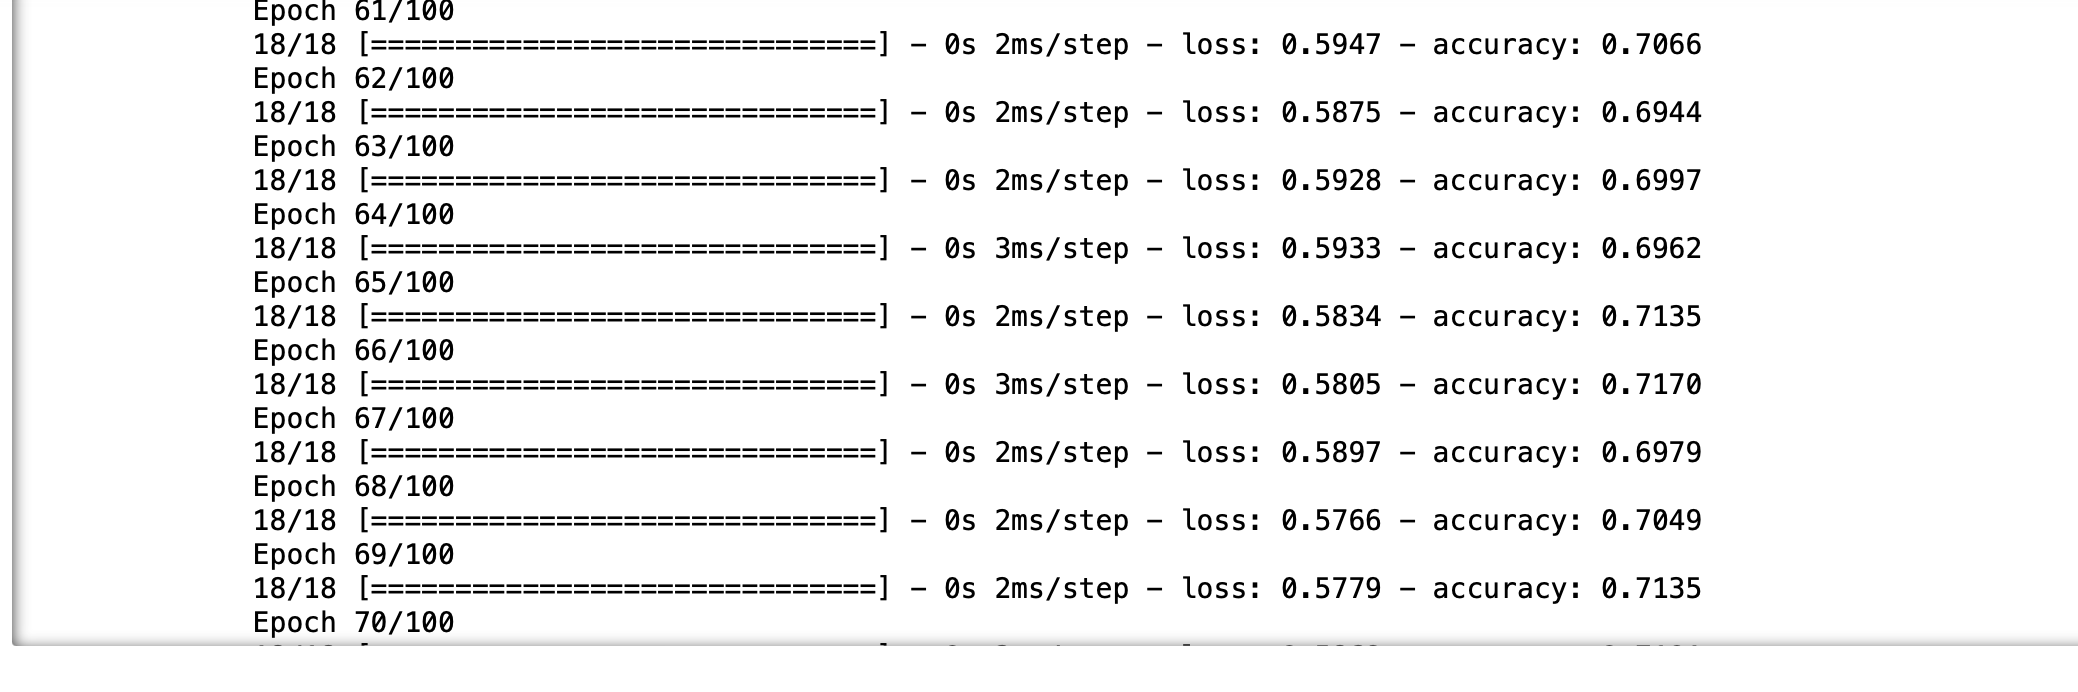 Epoch 61/100
18/18 [==============================] - 0s 2ms/step - loss: 0.5947 - accuracy: 0.7066
Epoch 62/100
18/18 [==============================] - 0s 2ms/step - loss: 0.5875 - accuracy: 0.6944
Epoch 63/100
18/18 [==============================] - 0s 2ms/step - loss: 0.5928 - accuracy: 0.6997
Epoch 64/100
18/18 [==============================] - 0s 3ms/step - loss: 0.5933 - accuracy: 0.6962
Epoch 65/100
18/18 [==============================] - 0s 2ms/step - loss: 0.5834 - accuracy: 0.7135
Epoch 66/100
18/18 [==============================] - 0s 3ms/step - loss: 0.5805 - accuracy: 0.7170
Epoch 67/100
18/18 [==============================] - 0s 2ms/step - loss: 0.5897 - accuracy: 0.6979
Epoch 68/100
18/18 [==============================] - 0s 2ms/step - loss: 0.5766 - accuracy: 0.7049
Epoch 69/100
18/18 [==============================] - 0s 2ms/step - loss: 0.5779 - accuracy: 0.7135
Epoch 70/100